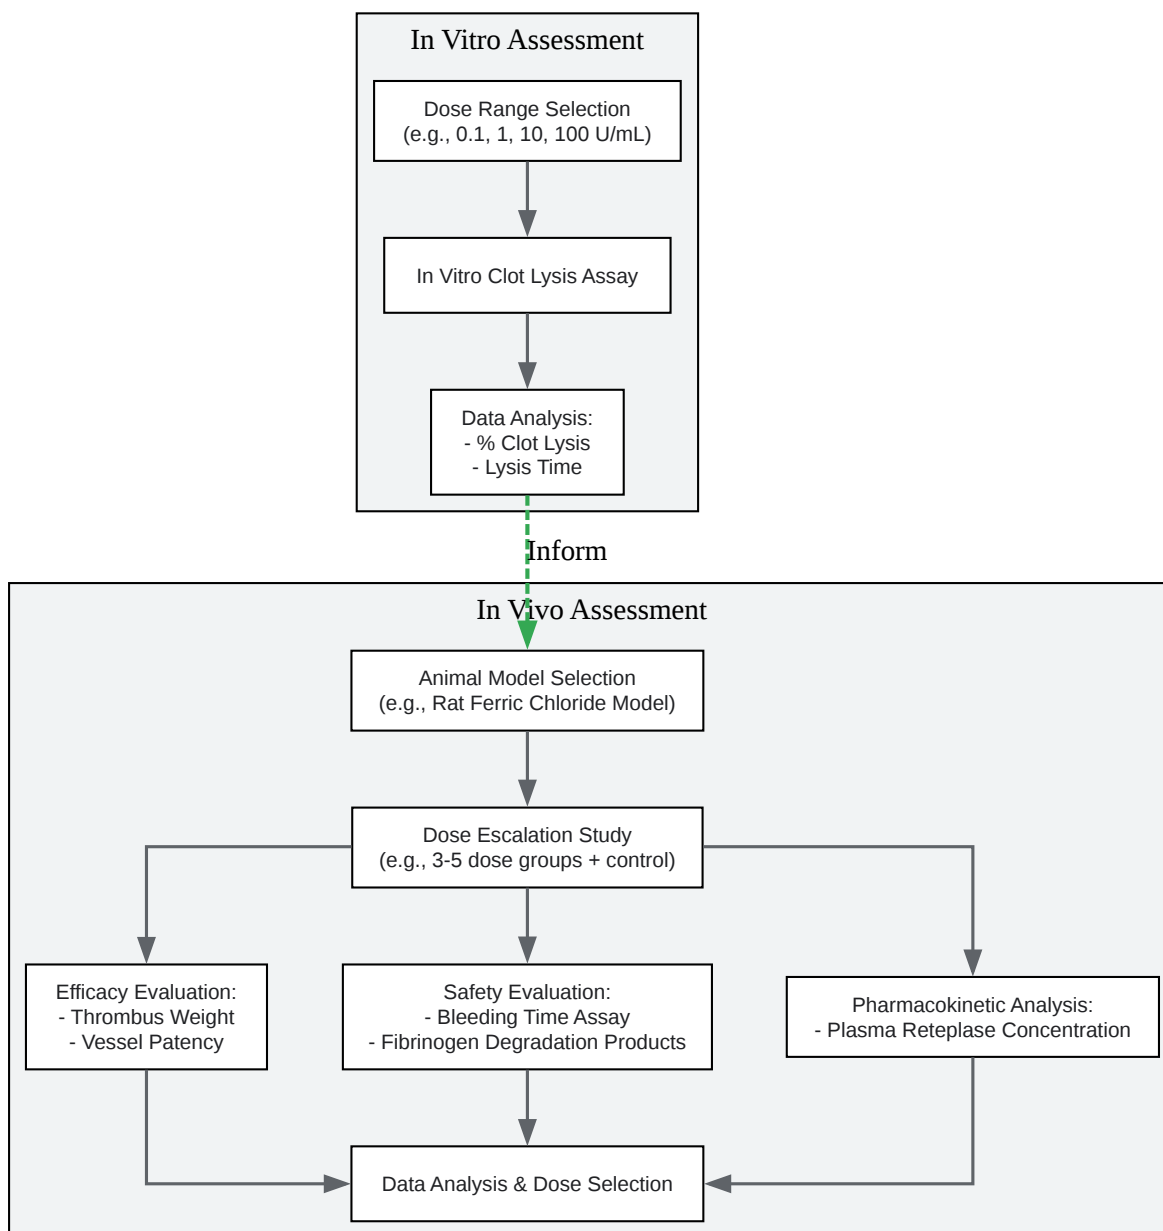 In Vitro Assessment
Dose Range Selection
(e.g., 0.1, 1, 10, 100 U/mL)
In Vitro Clot Lysis Assay
Data Analysis:
- % Clot Lysis
- Lysis Time
Inform
In Vivo Assessment
Animal Model Selection
(e.g., Rat Ferric Chloride Model)
Dose Escalation Study
(e.g., 3-5 dose groups + control)
Efficacy Evaluation:
- Thrombus Weight
- Vessel Patency
Safety Evaluation:
- Bleeding Time Assay
- Fibrinogen Degradation Products
Pharmacokinetic Analysis:
- Plasma Reteplase Concentration
Data Analysis & Dose Selection